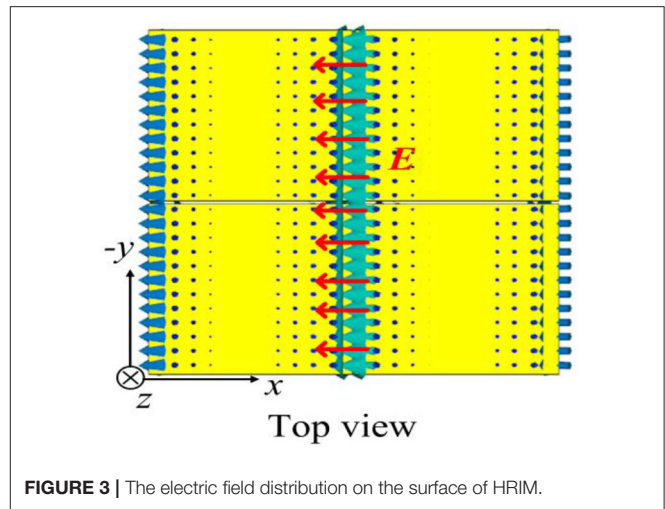 E
-y
x
z
Top view
FIGURE 3 | The electric field distribution on the surface of HRIM.